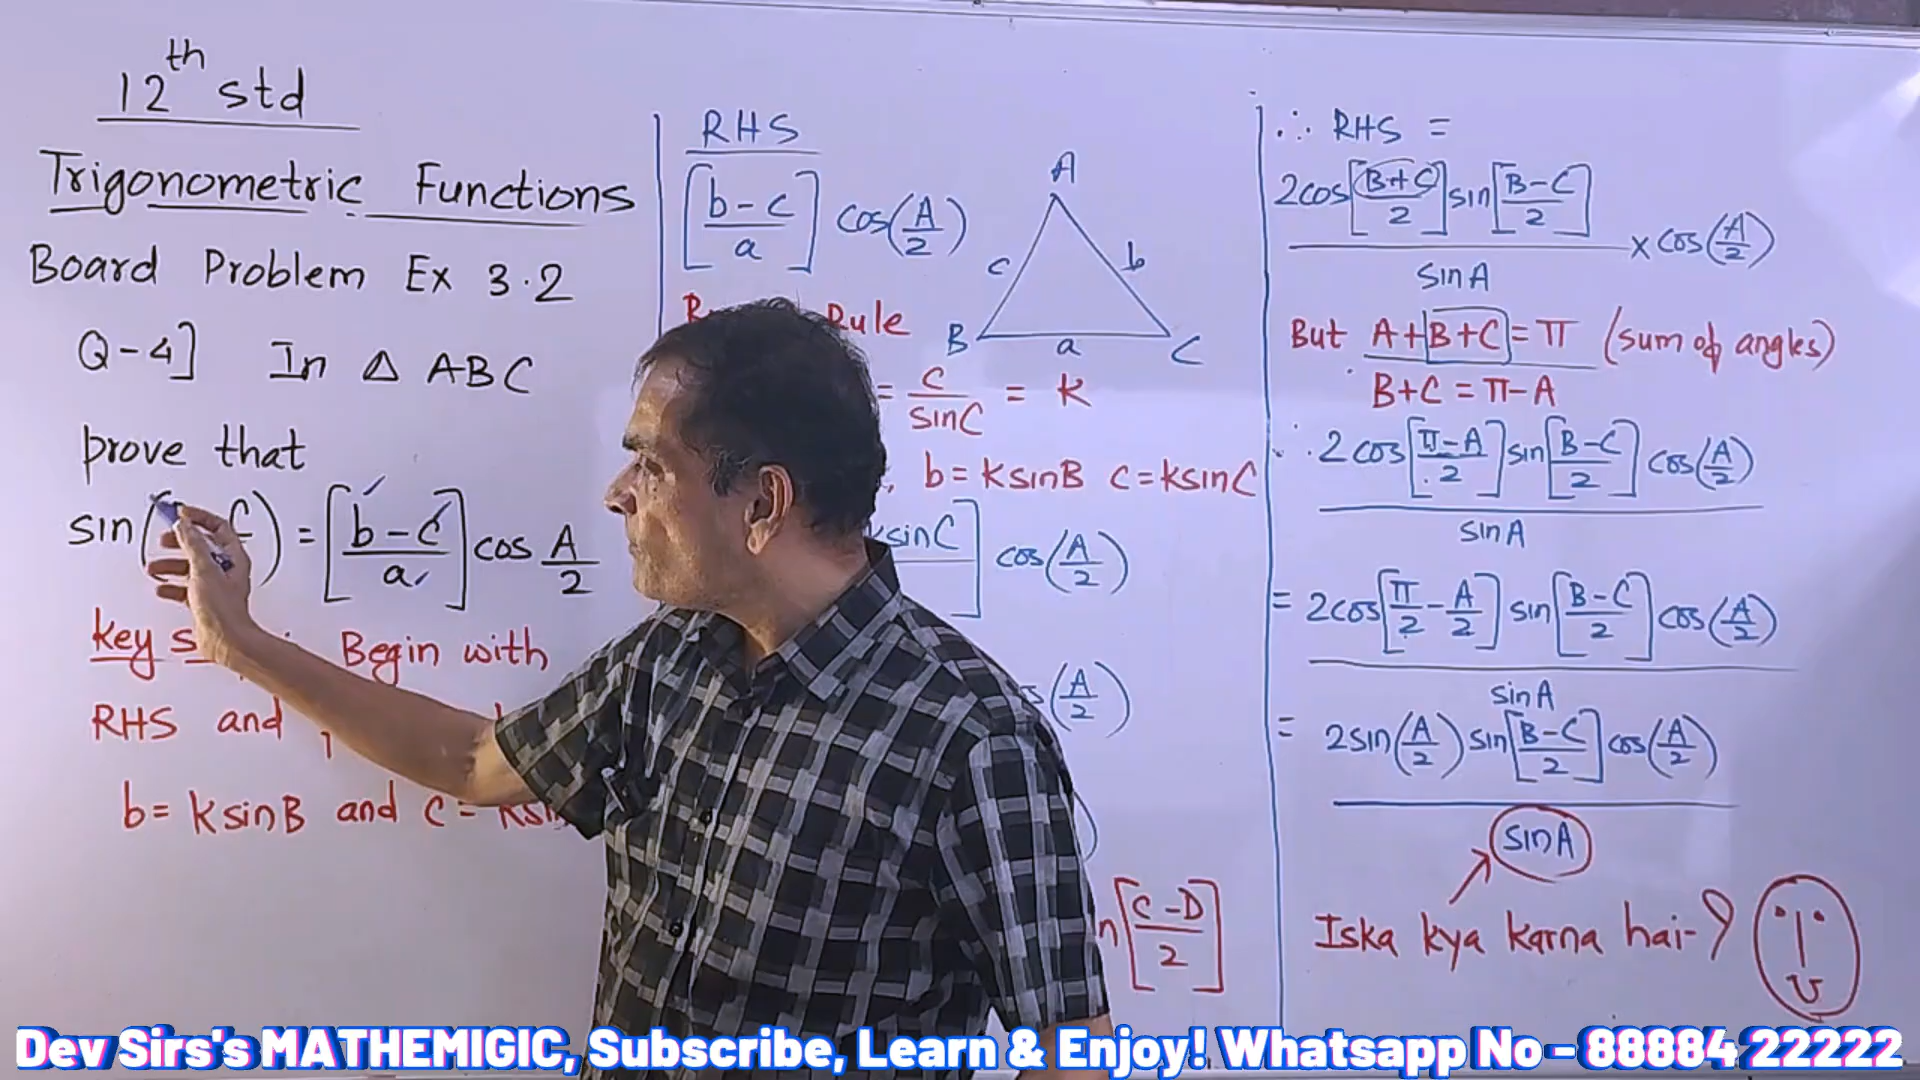 12th std
Trigonometric Functions
Board Problem Ex 3.2
Q-4] In △ ABC
prove that
sin( C ) = [b-c/a] cos A/2
key s Begin with
RHS and
b= ksinB and c=
RHS
[b-c/a] cos(A/2)
A
c b
B a C
Rule
= c/sinC = k
, b=ksinB c=ksinC
ksinC] cos(A/2)
(A/2)
[C-D/2]
∴ RHS =
2cos[B+C/2]sin[B-C/2]/sinA x cos(A/2)
But A+B+C=π (sum of angles)
B+C=π-A
∴ 2cos[π-A/2]sin[B-C/2] cos(A/2)/sinA
= 2cos[π/2-A/2] sin[B-C/2] cos(A/2)/sinA
= 2sin(A/2) sin[B-C/2] cos(A/2)/sinA
Iska kya karna hai-?
Dev Sirs's MATHEMIGIC, Subscribe, Learn & Enjoy! Whatsapp No - 88884 22222